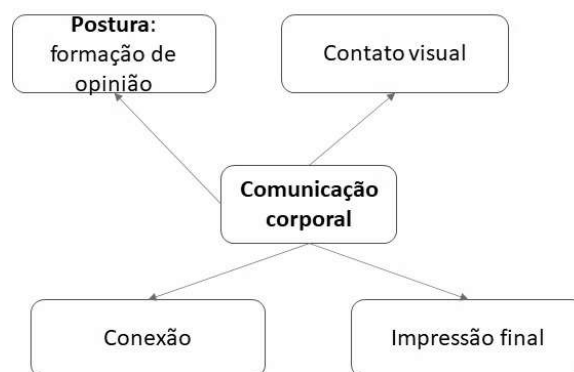 Postura:
formação de
opinião
Contato visual
Comunicação
corporal
Conexão
Impressão final